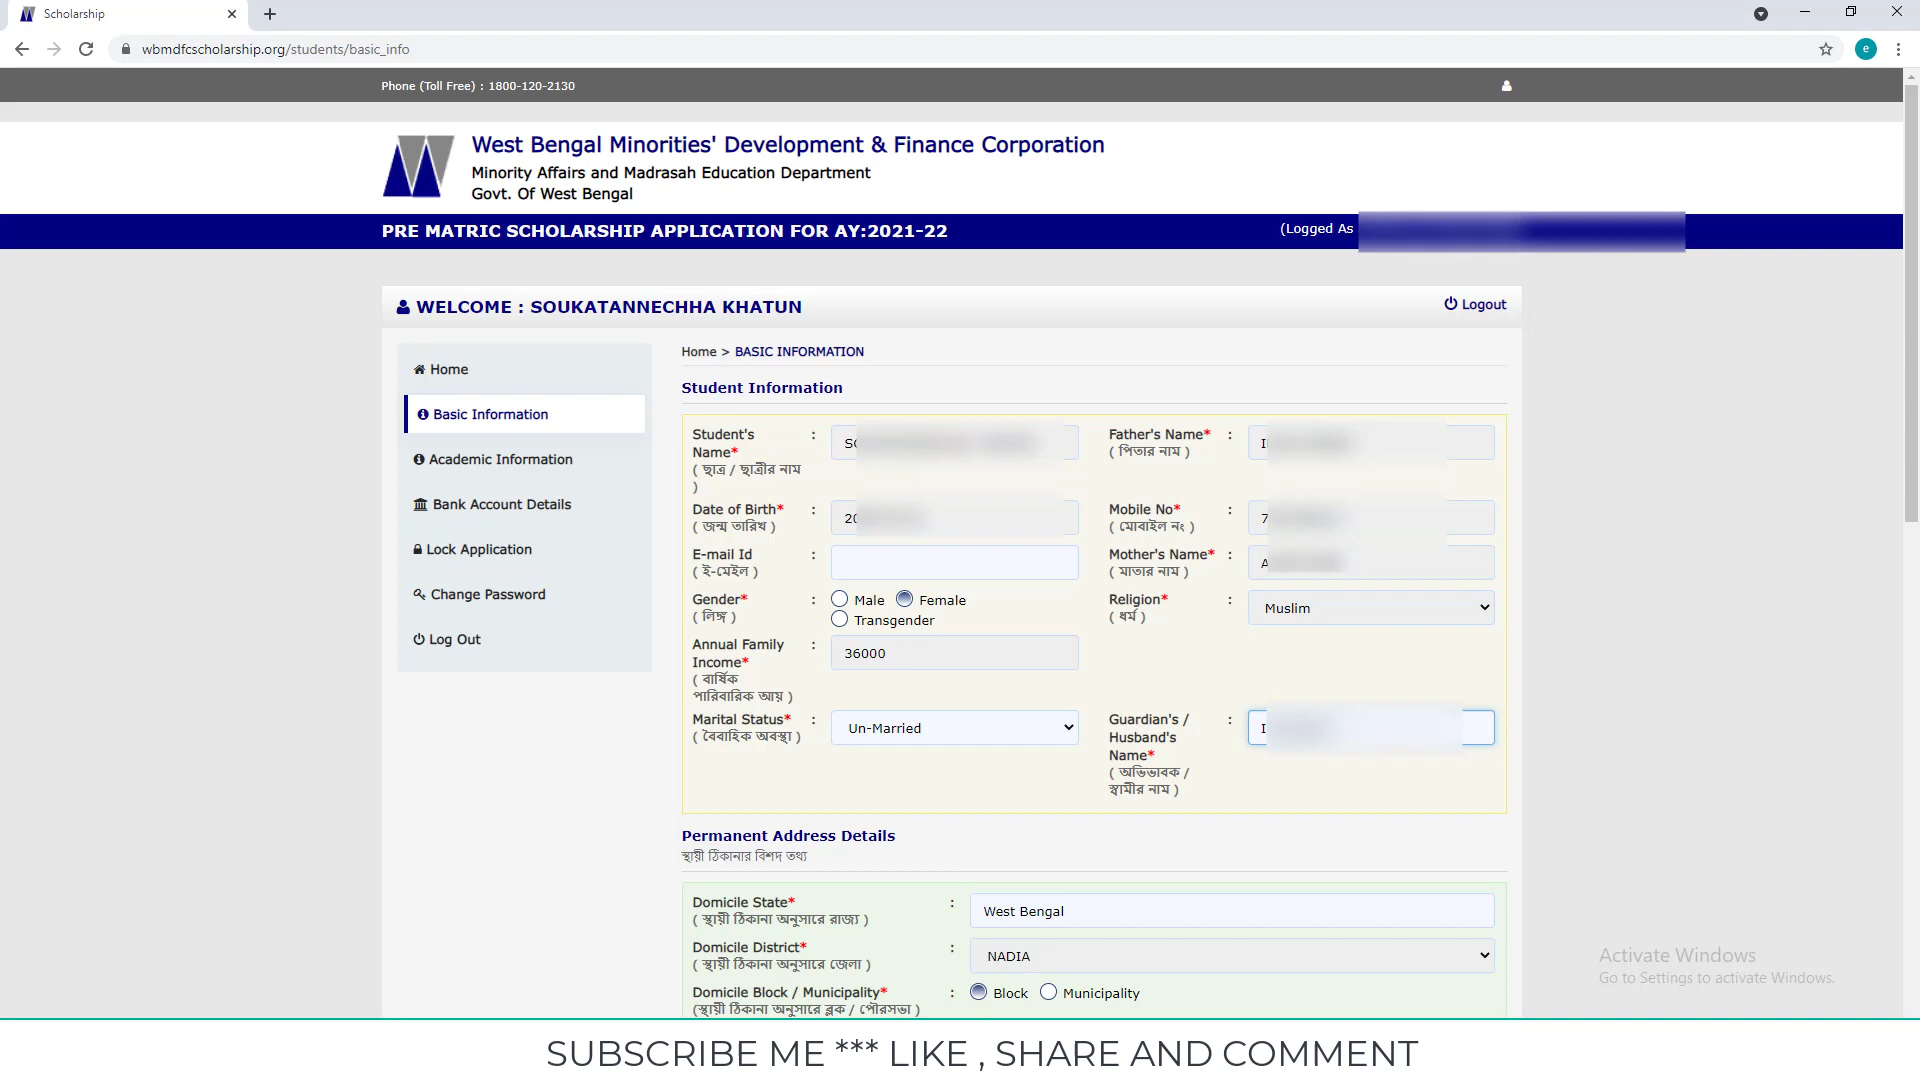 Scholarship
wbmdfcscholarship.org/students/basic_info
e
Phone (Toll Free) : 1800-120-2130
West Bengal Minorities' Development & Finance Corporation
Minority Affairs and Madrasah Education Department
Govt. Of West Bengal
PRE MATRIC SCHOLARSHIP APPLICATION FOR AY:2021-22
(Logged As
WELCOME : SOUKATANNECHHA KHATUN
Logout
Home
Basic Information
Academic Information
Bank Account Details
Lock Application
Change Password
Log Out
Home > BASIC INFORMATION
Student Information
Student's
Name*
( ছাত্র / ছাত্রীর নাম
)
:
Father's Name* :
( পিতার নাম )
Date of Birth* :
( জন্ম তারিখ )
Mobile No* :
( মোবাইল নং )
E-mail Id :
( ই-মেইল )
Mother's Name* :
( মাতার নাম )
Gender* : Male Female
( লিঙ্গ ) Transgender
Religion* : Muslim
( ধর্ম )
Annual Family :
Income* 36000
( বার্ষিক
পারিবারিক আয় )
Marital Status* : Un-Married
( বৈবাহিক অবস্থা )
Guardian's / :
Husband's
Name*
( অভিভাবক /
স্বামীর নাম )
Permanent Address Details
স্থায়ী ঠিকানার বিশদ তথ্য
Domicile State* : West Bengal
( স্থায়ী ঠিকানা অনুসারে রাজ্য )
Domicile District* : NADIA
( স্থায়ী ঠিকানা অনুসারে জেলা )
Domicile Block / Municipality* : Block Municipality
(স্থায়ী ঠিকানা অনুসারে ব্লক / পৌরসভা )
Activate Windows
Go to Settings to activate Windows.
SUBSCRIBE ME *** LIKE , SHARE AND COMMENT